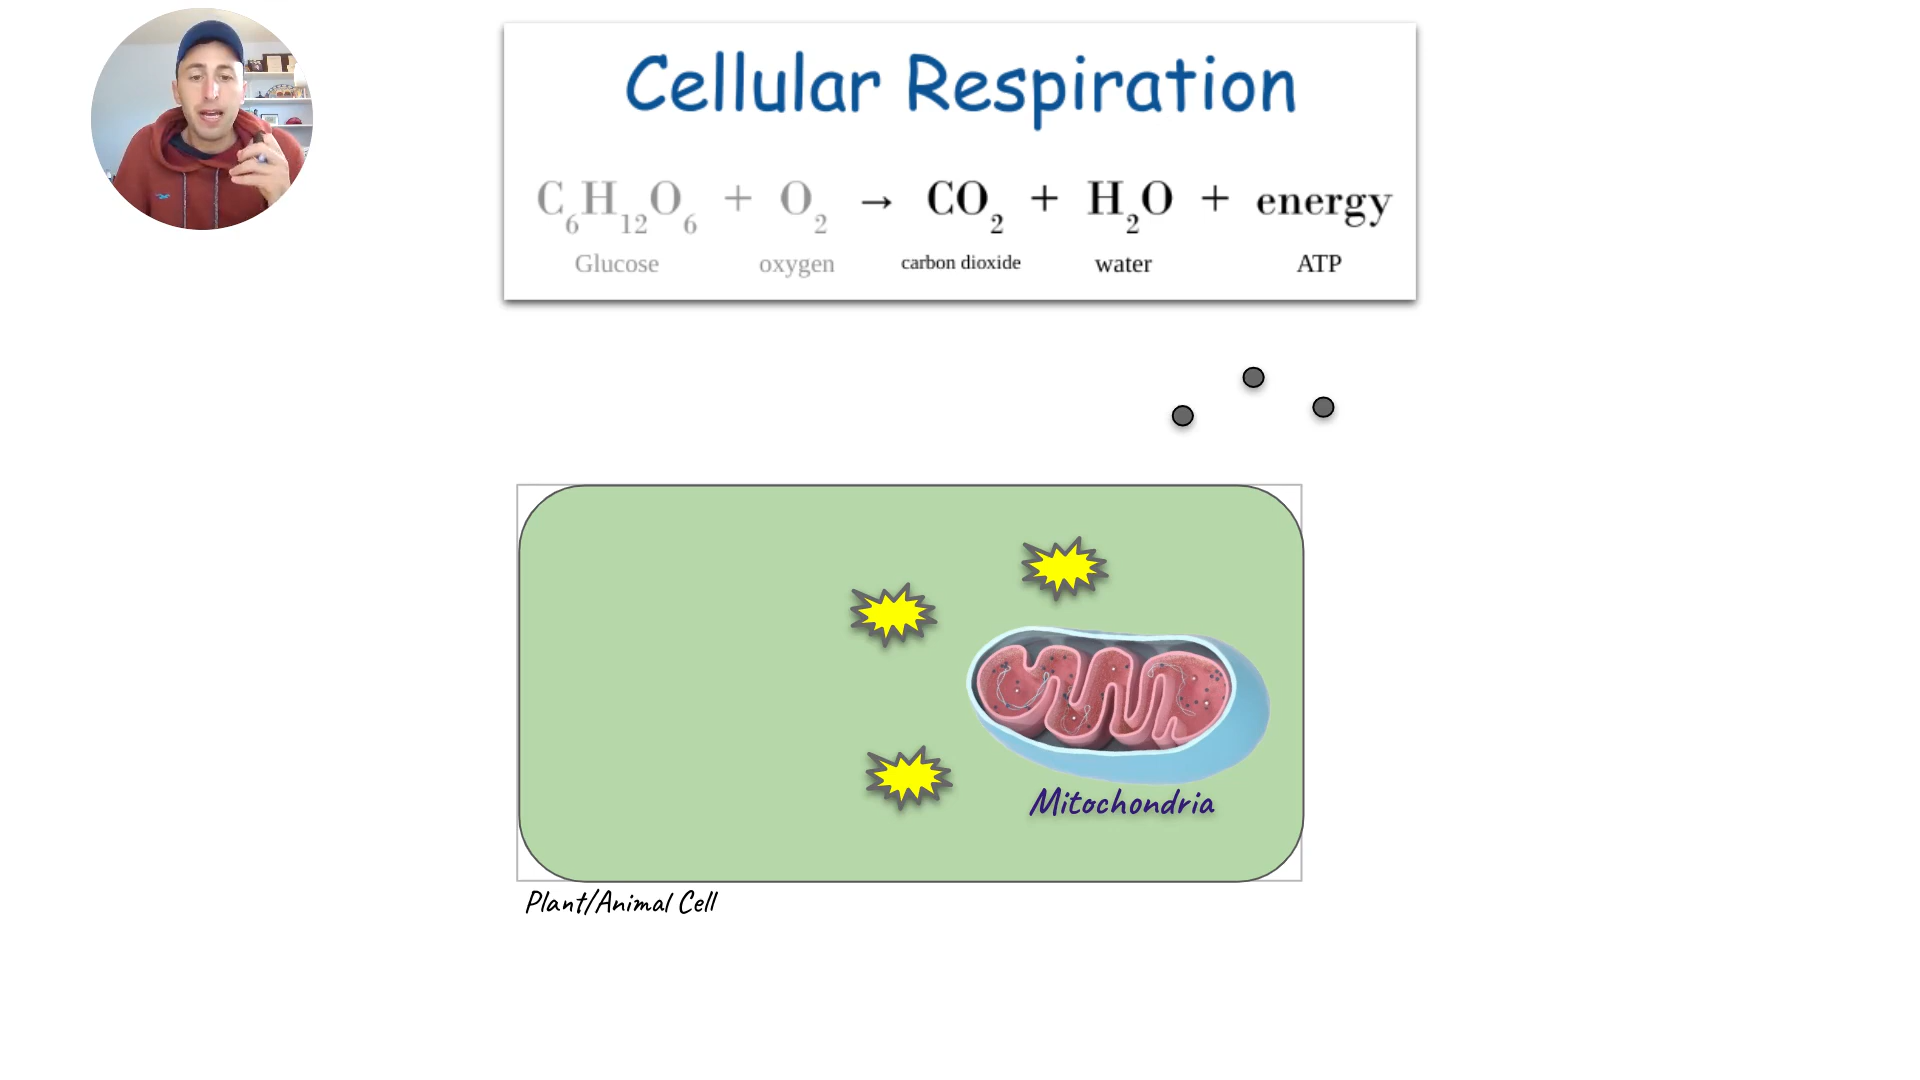 Cellular Respiration
C₆H₁₂O₆ + O₂ → CO₂ + H₂O + energy
Glucose oxygen carbon dioxide water ATP
Mitochondria
Plant/Animal Cell